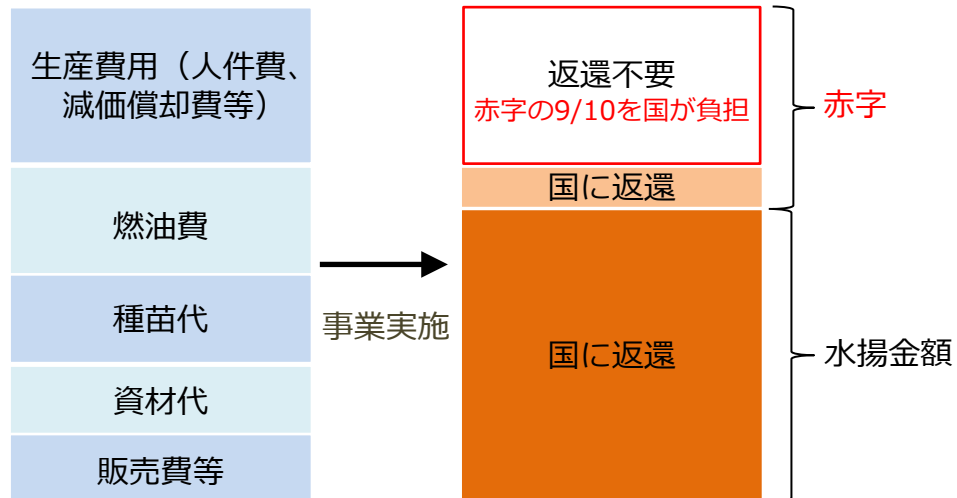 生産費用（人件費、
減価償却費等）
燃油費
種苗代
資材代
販売費等
事業実施
返還不要
赤字の9/10を国が負担
国に返還
国に返還
赤字
水揚金額